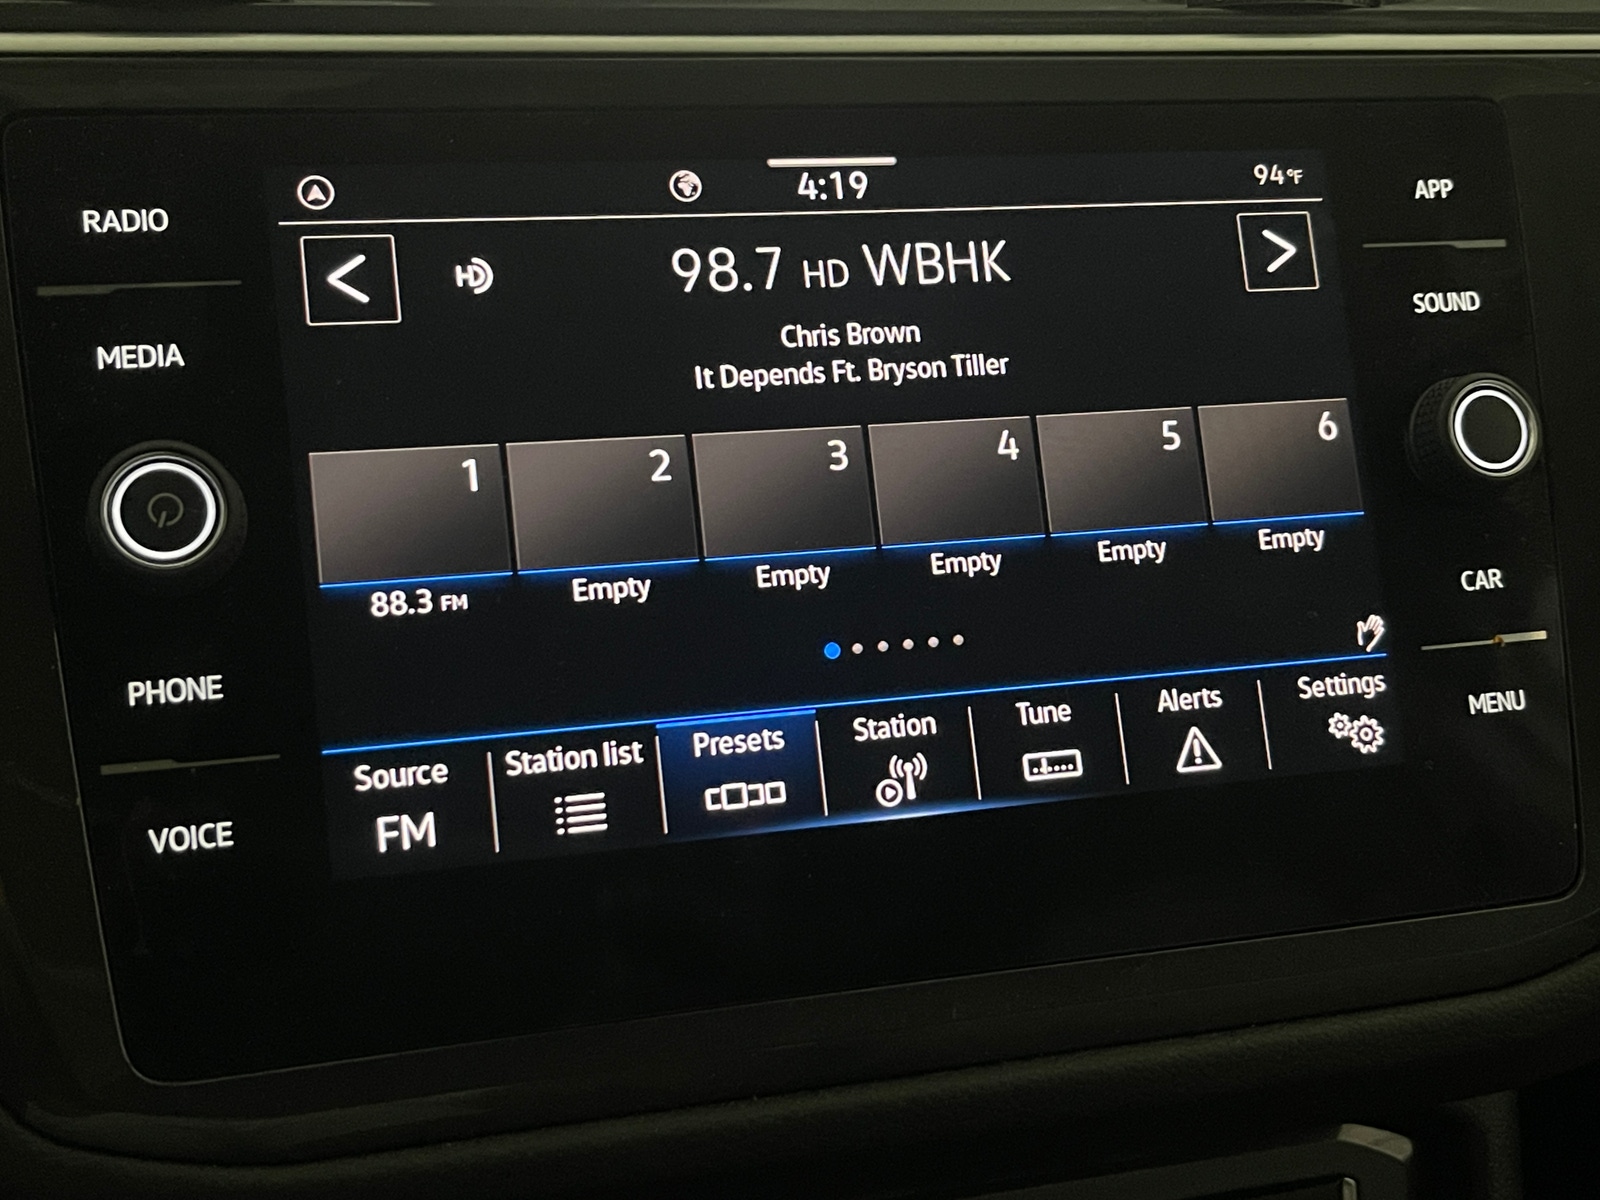 4:19
94°F
98.7 HD WBHK
HD
Chris Brown
It Depends Ft. Bryson Tiller
1
2
3
4
5
6
88.3 FM
Empty
Empty
Empty
Empty
Empty
Source
FM
Station list
Presets
Station
Tune
Alerts
Settings
RADIO
MEDIA
PHONE
VOICE
APP
SOUND
CAR
MENU